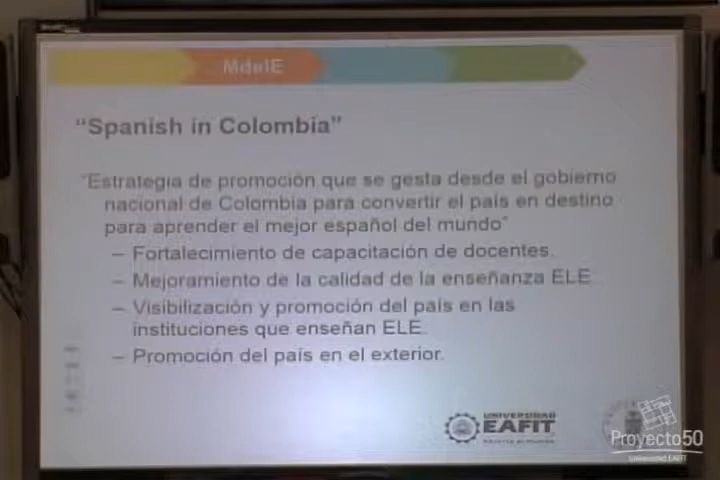 MdelE
“Spanish in Colombia”
“Estrategia de promoción que se gesta desde el gobierno
nacional de Colombia para convertir el país en destino
para aprender el mejor español del mundo”
– Fortalecimiento de capacitación de docentes.
– Mejoramiento de la calidad de la enseñanza ELE
– Visibilización y promoción del país en las
instituciones que enseñan ELE.
– Promoción del país en el exterior.
UNIVERSIDAD
EAFIT
Proyecto50
Universidad EAFIT